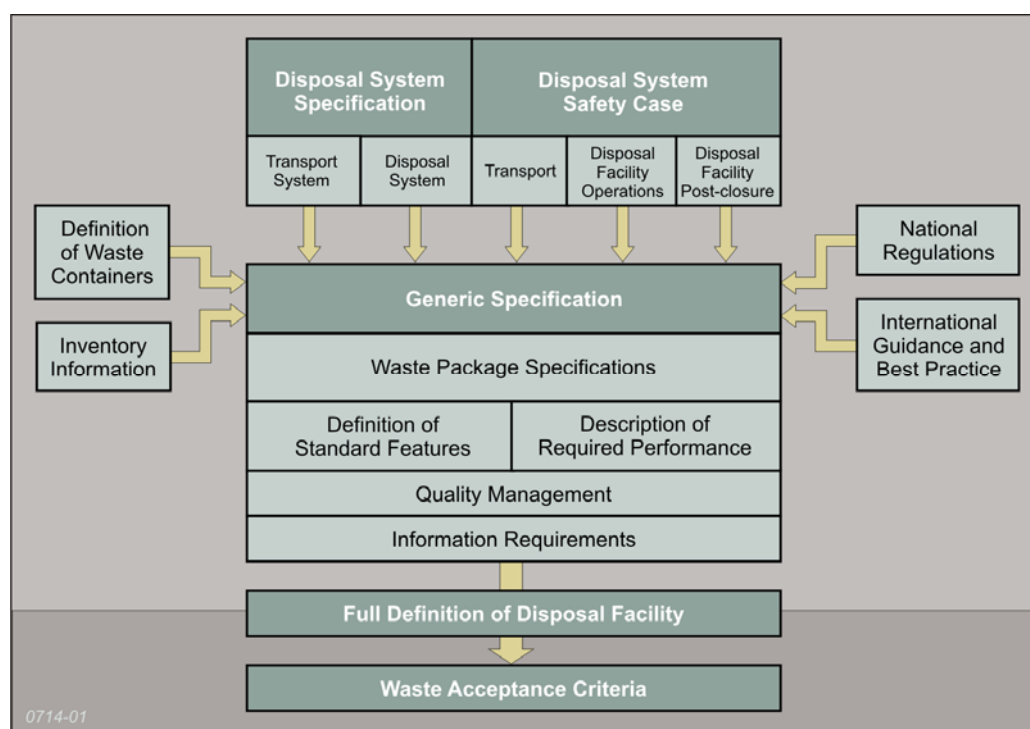 Disposal System
Specification
Disposal System
Safety Case
Transport
System
Disposal
System
Transport
Disposal
Facility
Operations
Disposal
Facility
Post-closure
Definition
of Waste
Containers
National
Regulations
Generic Specification
Inventory
Information
International
Guidance and
Best Practice
Waste Package Specifications
Definition of
Standard Features
Description of
Required Performance
Quality Management
Information Requirements
Full Definition of Disposal Facility
Waste Acceptance Criteria
0714-01